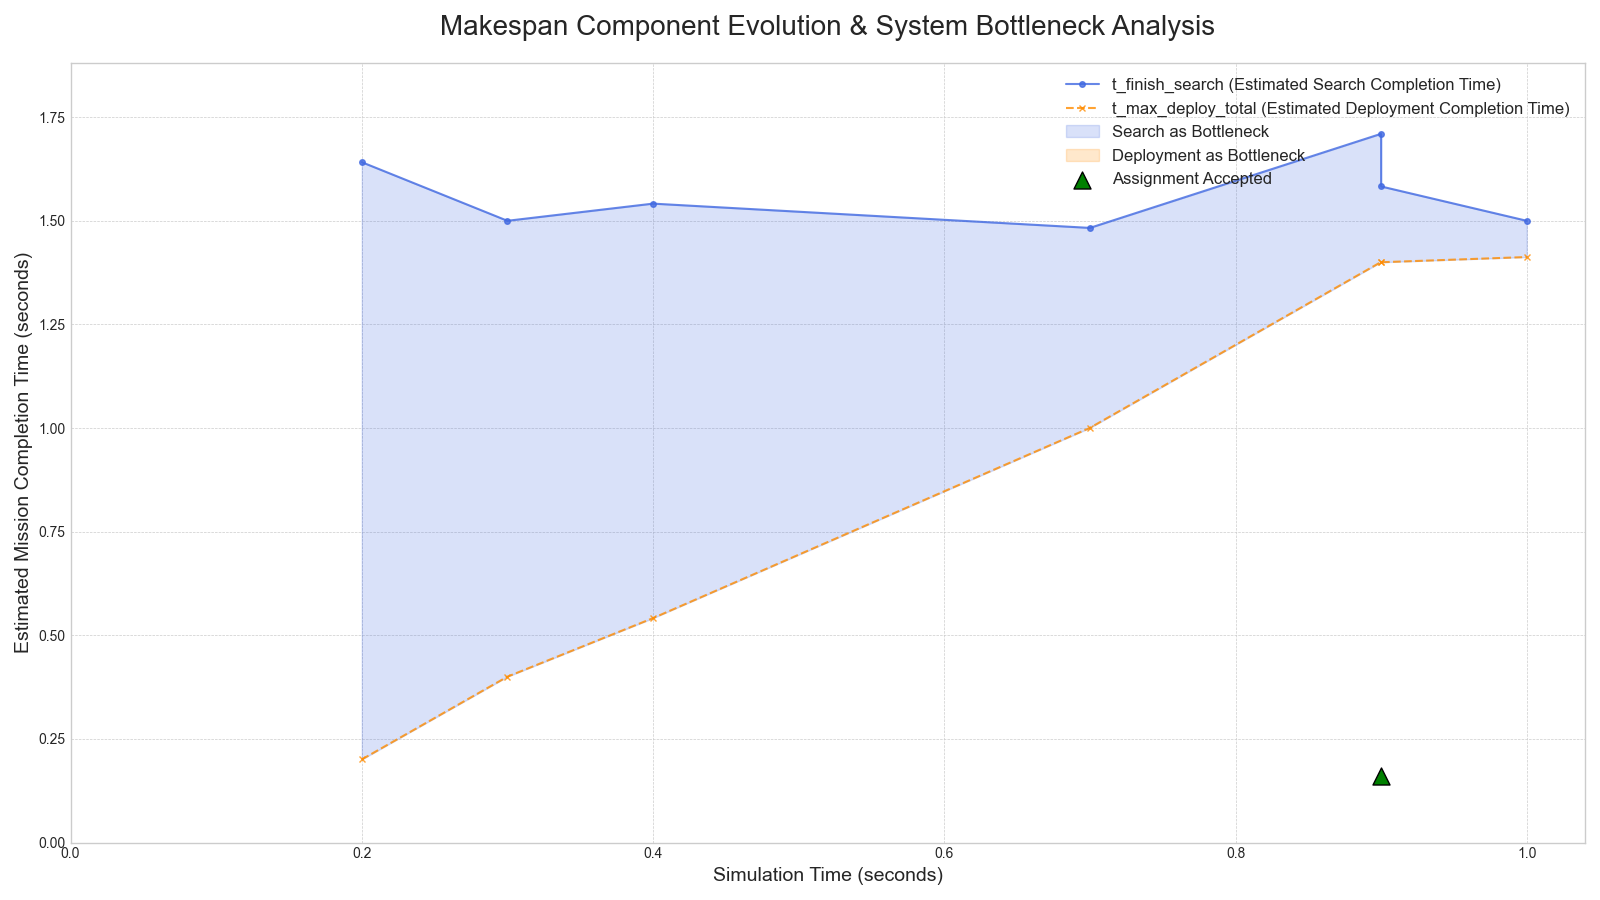 Makespan Component Evolution & System Bottleneck Analysis
t_finish_search (Estimated Search Completion Time)
t_max_deploy_total (Estimated Deployment Completion Time)
Search as Bottleneck
Deployment as Bottleneck
Assignment Accepted
Estimated Mission Completion Time (seconds)
1.75
1.50
1.25
1.00
0.75
0.50
0.25
0.00
0.0
0.2
0.4
0.6
0.8
1.0
Simulation Time (seconds)